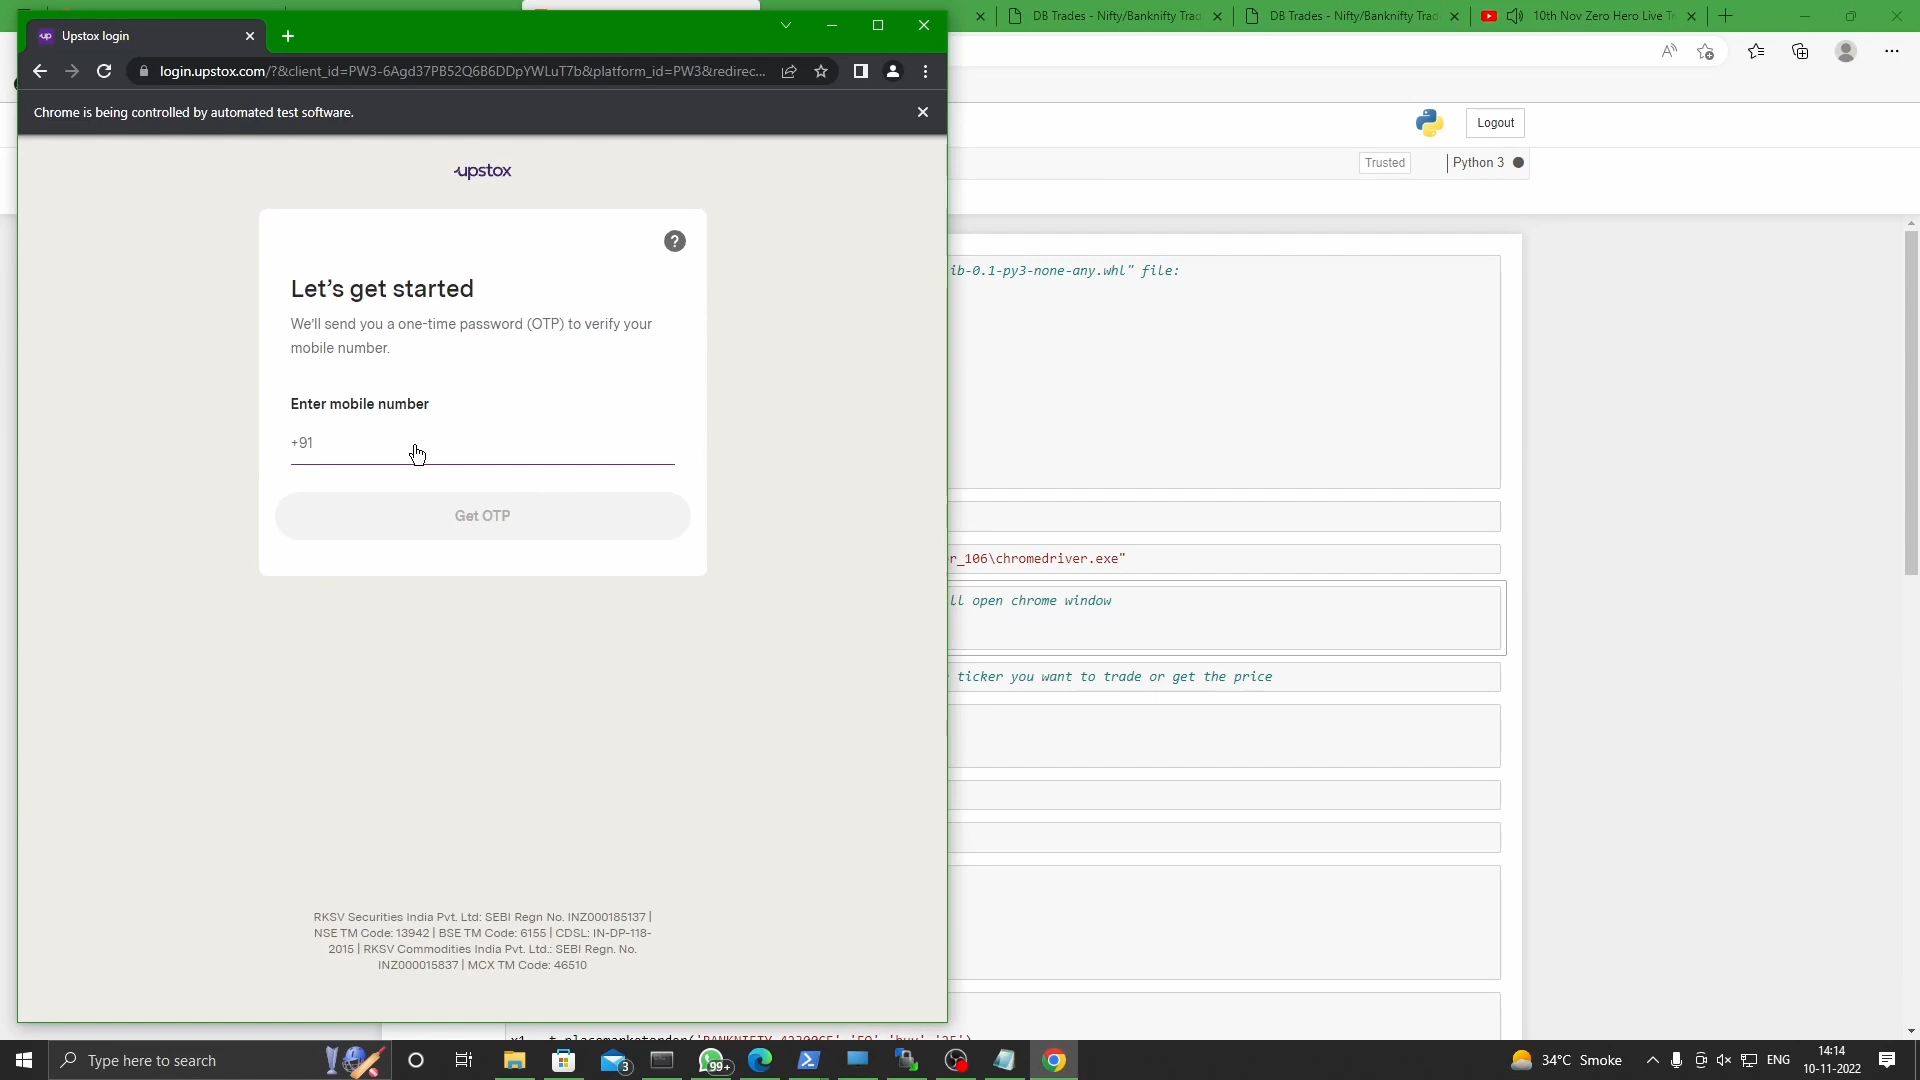 Upstox login
DB Trades - Nifty/Banknifty Trad
DB Trades - Nifty/Banknifty Trad
10th Nov Zero Hero Live Tr
login.upstox.com/?&client_id=PW3-6Agd37PB52Q6B6DDpYWLuT7b&platform_id=PW3&redirec...
Chrome is being controlled by automated test software.
Logout
Trusted
Python 3
upstox
ib-0.1-py3-none-any.whl" file:
Let's get started
We'll send you a one-time password (OTP) to verify your
mobile number.
Enter mobile number
+91
Get OTP
r_106\chromedriver.exe"
ll open chrome window
ticker you want to trade or get the price
RKSV Securities India Pvt. Ltd: SEBI Regn No. INZ000185137 |
NSE TM Code: 13942 | BSE TM Code: 6155 | CDSL: IN-DP-118-
2015 | RKSV Commodities India Pvt. Ltd.: SEBI Regn. No.
INZ000015837 | MCX TM Code: 46510
Type here to search
3
99+
34°C Smoke
ENG
14:14
10-11-2022